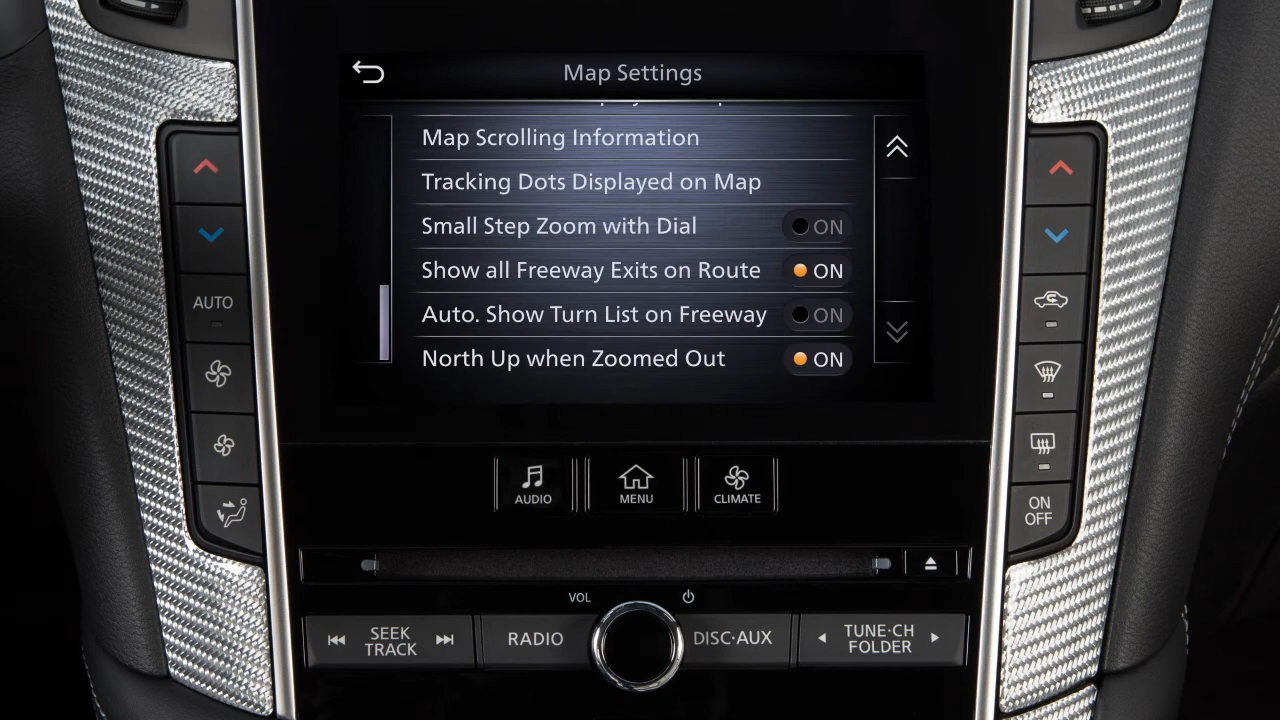 Map Settings
Map Scrolling Information
Tracking Dots Displayed on Map
Small Step Zoom with Dial ON
Show all Freeway Exits on Route ON
Auto. Show Turn List on Freeway ON
North Up when Zoomed Out ON
AUTO
AUDIO
MENU
CLIMATE
ON
OFF
VOL
SEEK
TRACK
RADIO
DISC·AUX
TUNE·CH
FOLDER